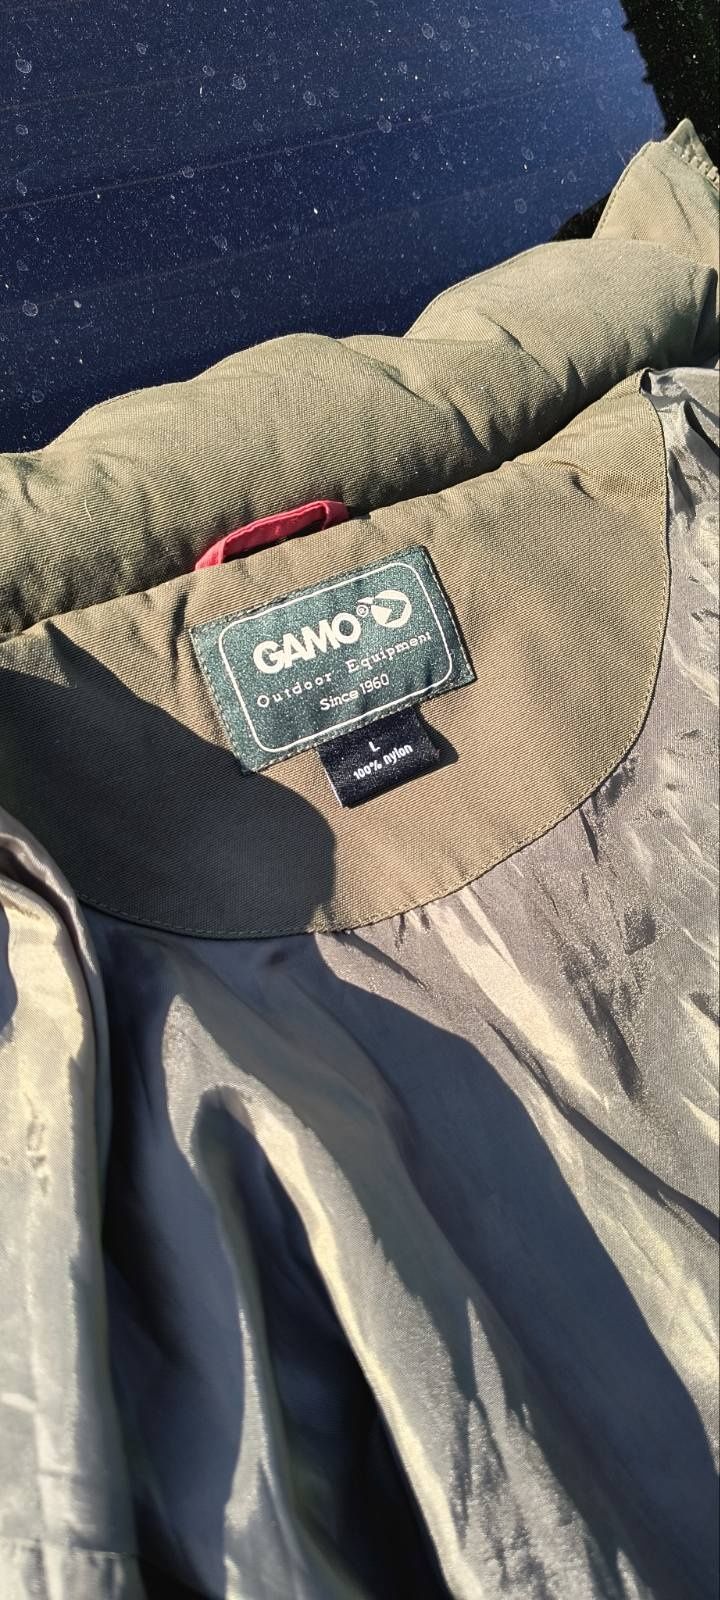 GAMO®
Outdoor Equipment
Since 1960
L
100% nylon